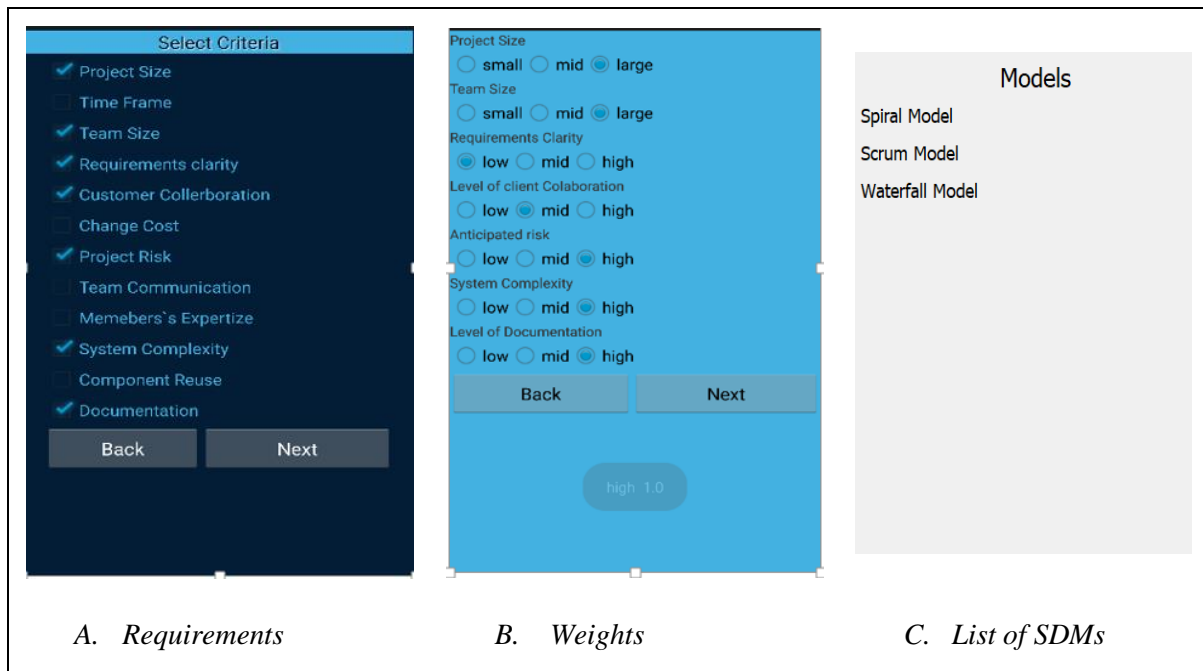 Select Criteria
Project Size
Time Frame
Team Size
Requirements clarity
Customer Collerboration
Change Cost
Project Risk
Team Communication
Memebers`s Expertize
System Complexity
Component Reuse
Documentation
Back Next
Project Size
small mid large
Team Size
small mid large
Requirements Clarity
low mid high
Level of client Colaboration
low mid high
Anticipated risk
low mid high
System Complexity
low mid high
Level of Documentation
low mid high
Back Next
high 1.0
Models
Spiral Model
Scrum Model
Waterfall Model
A. Requirements B. Weights C. List of SDMs